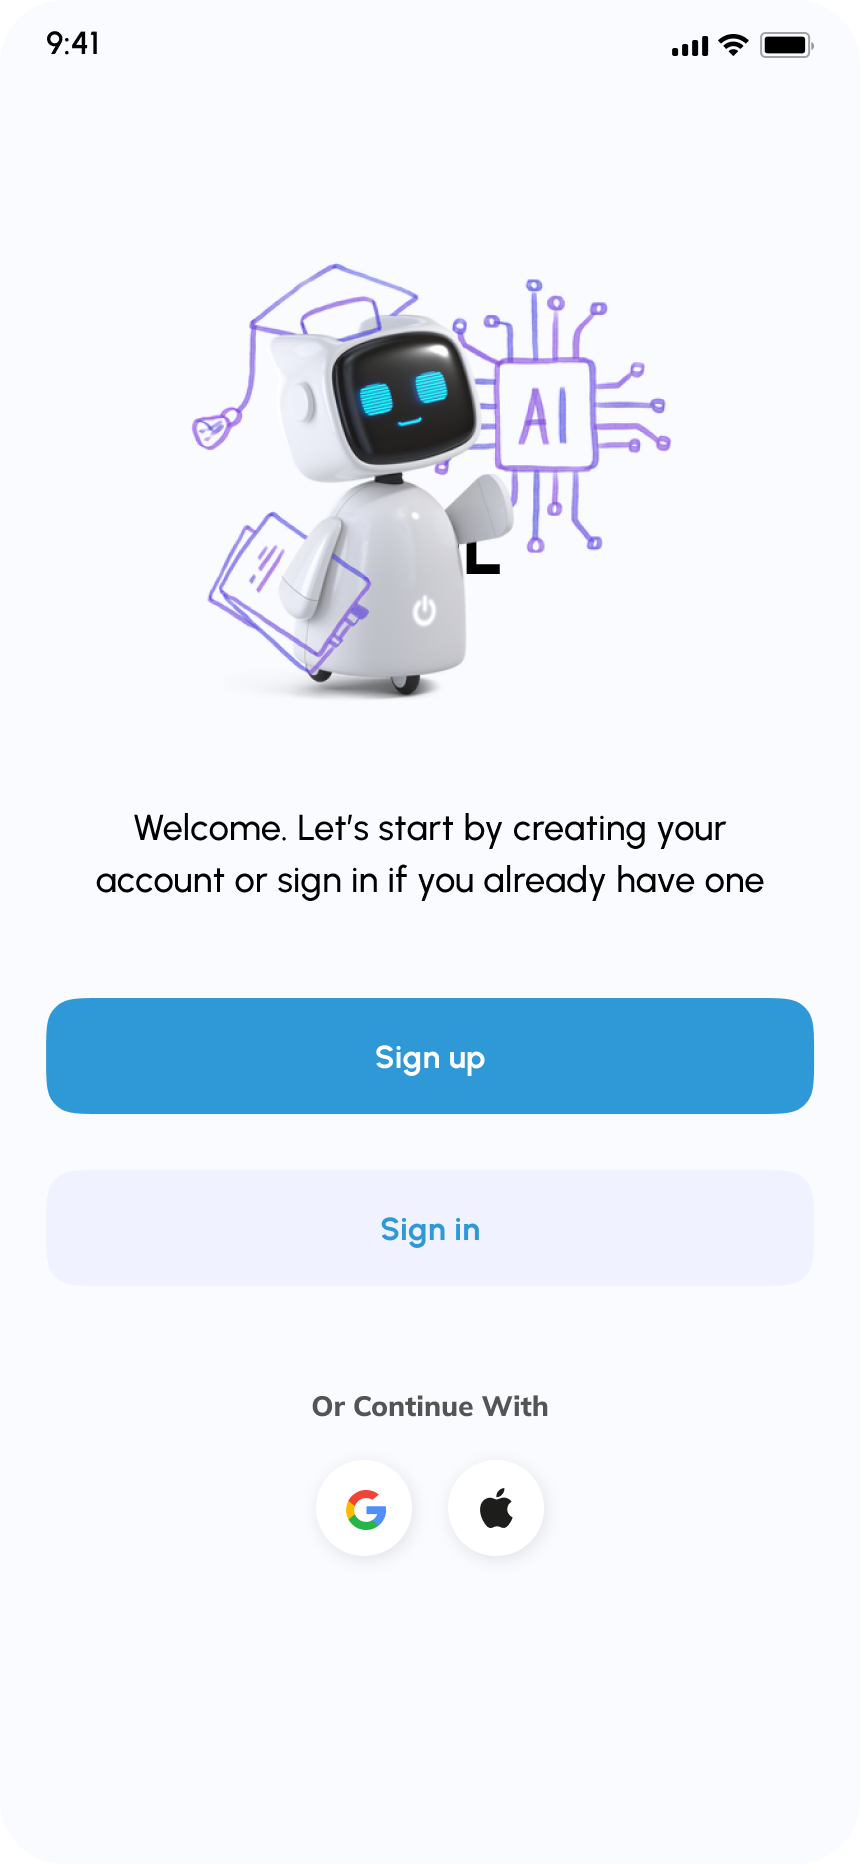 9:41
AI
L
Welcome. Let's start by creating your
account or sign in if you already have one
Sign up
Sign in
Or Continue With